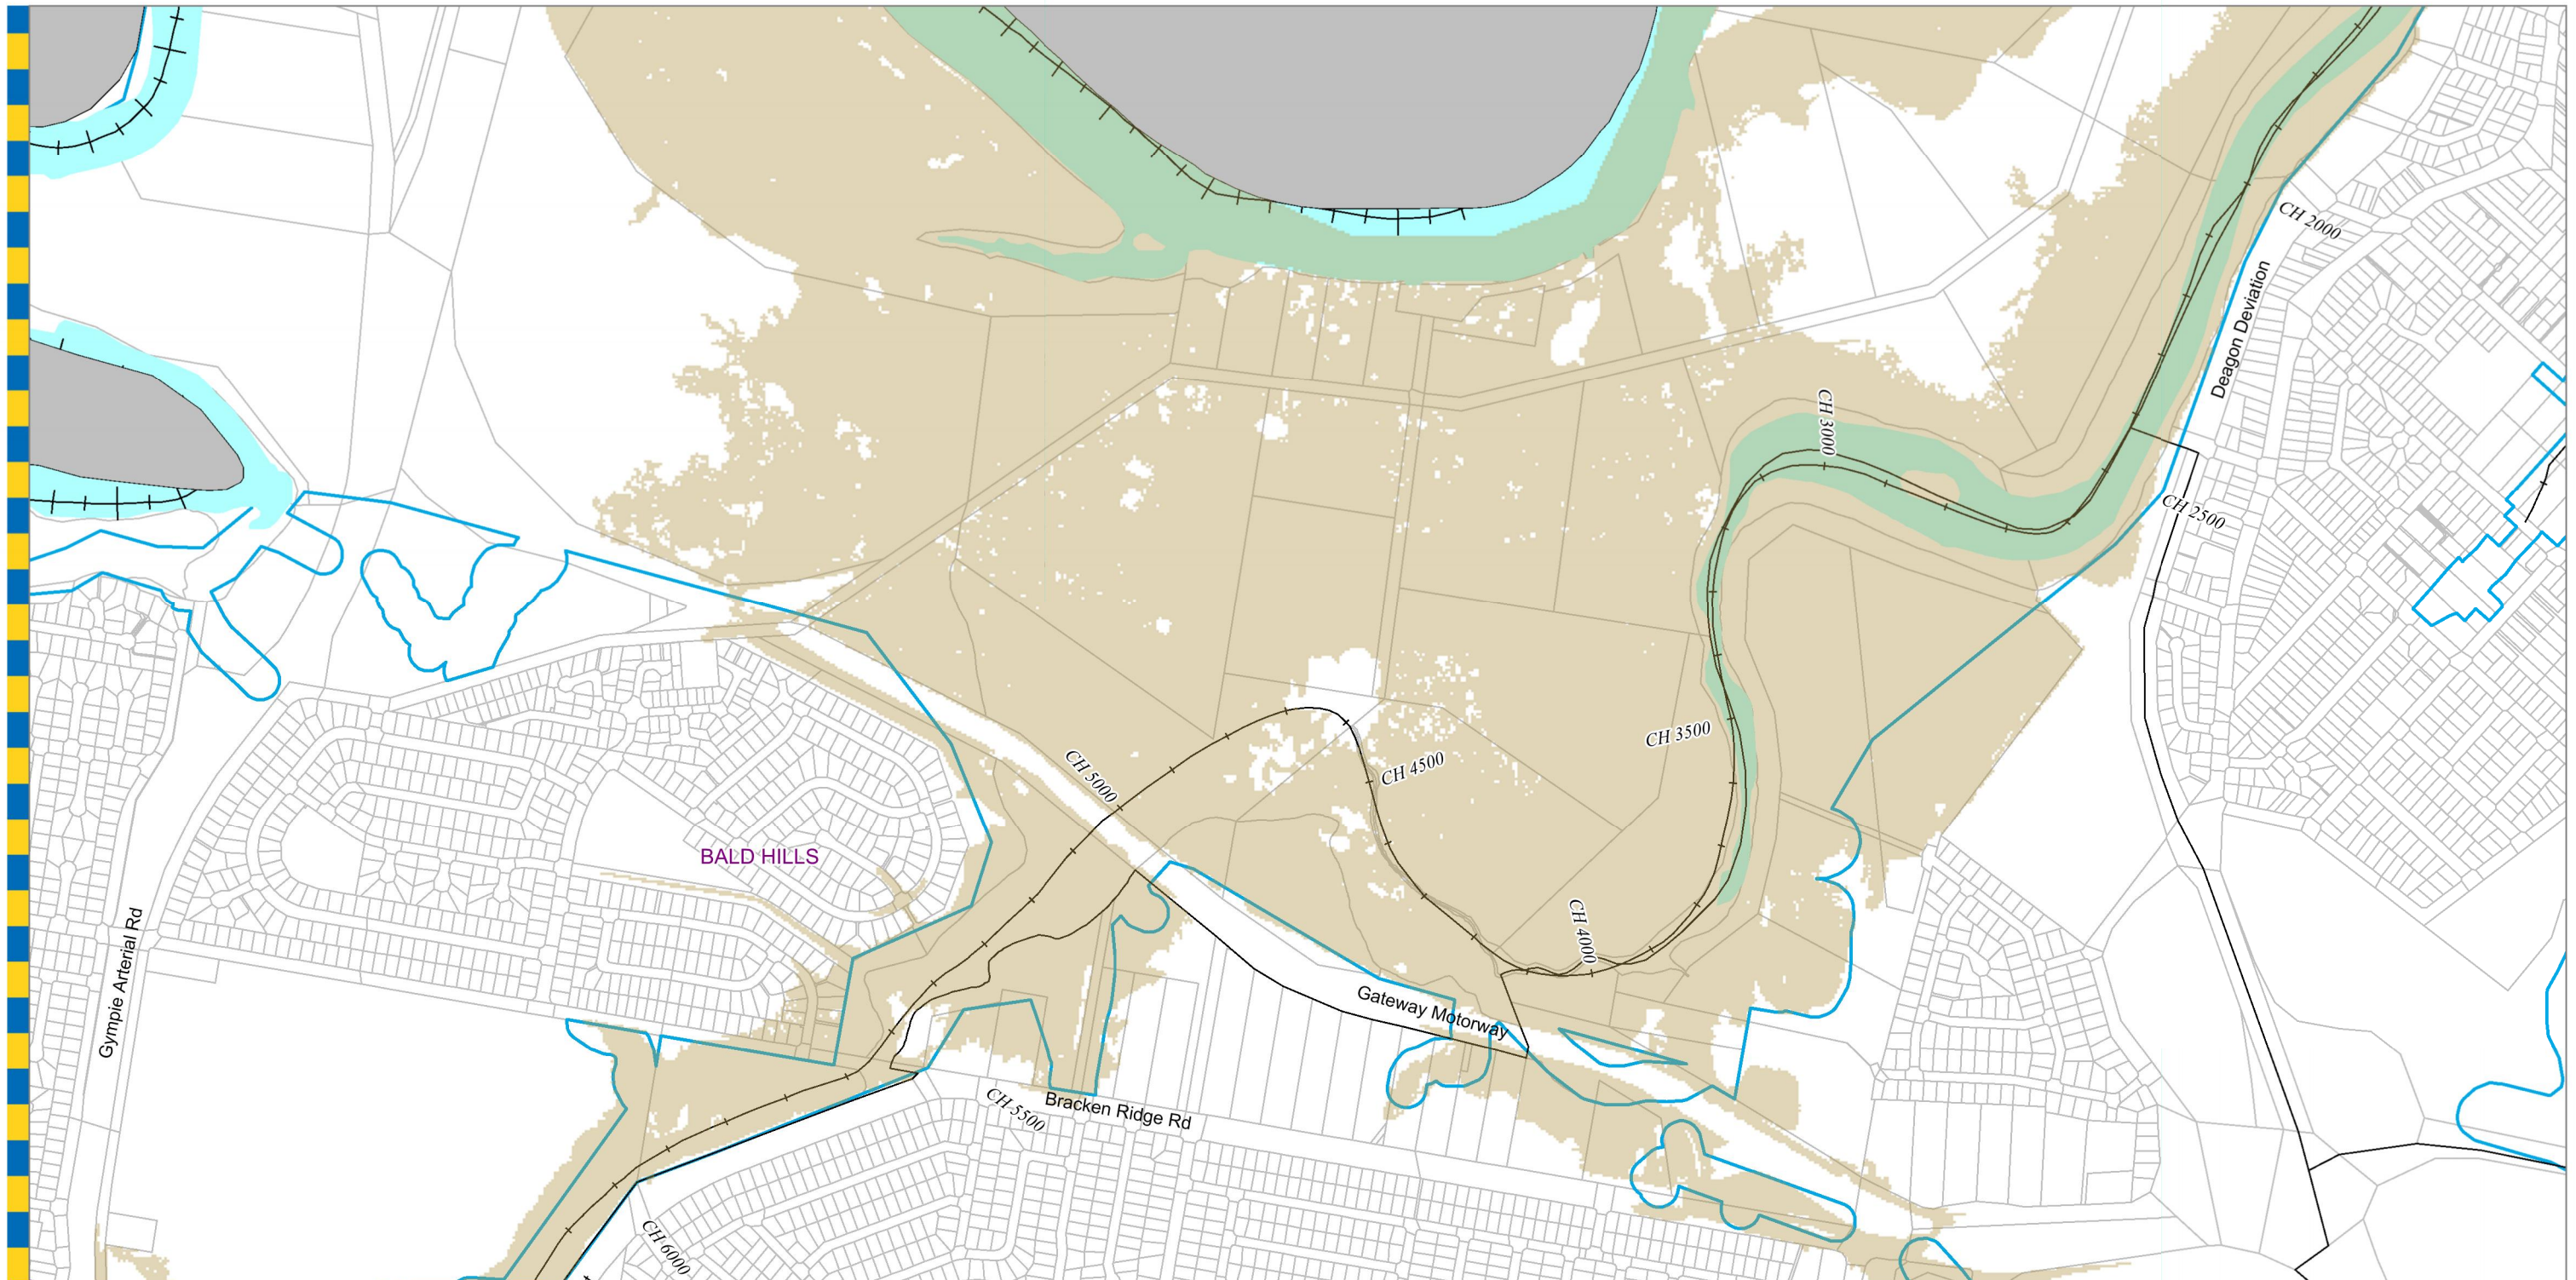 CH 2000
Deagon Deviation
CH 3000
CH 2500
CH 3500
CH 4500
CH 5000
BALD HILLS
CH 4000
Gympie Arterial Rd
Gateway Motorway
CH 5500
Bracken Ridge Rd
CH 6000